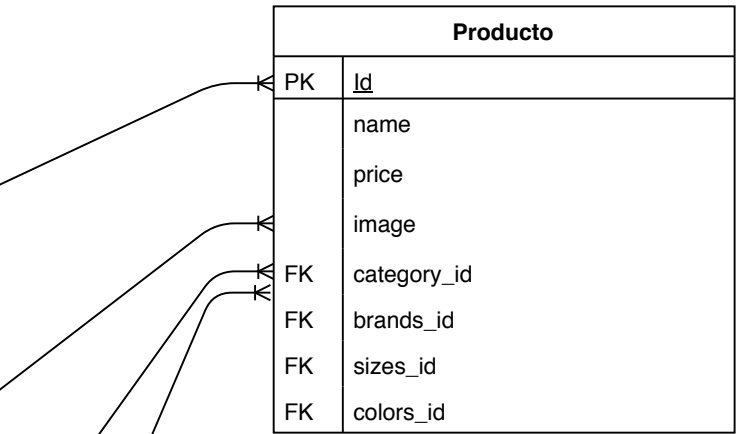 Producto
PK Id
name
price
image
FK category_id
FK brands_id
FK sizes_id
FK colors_id